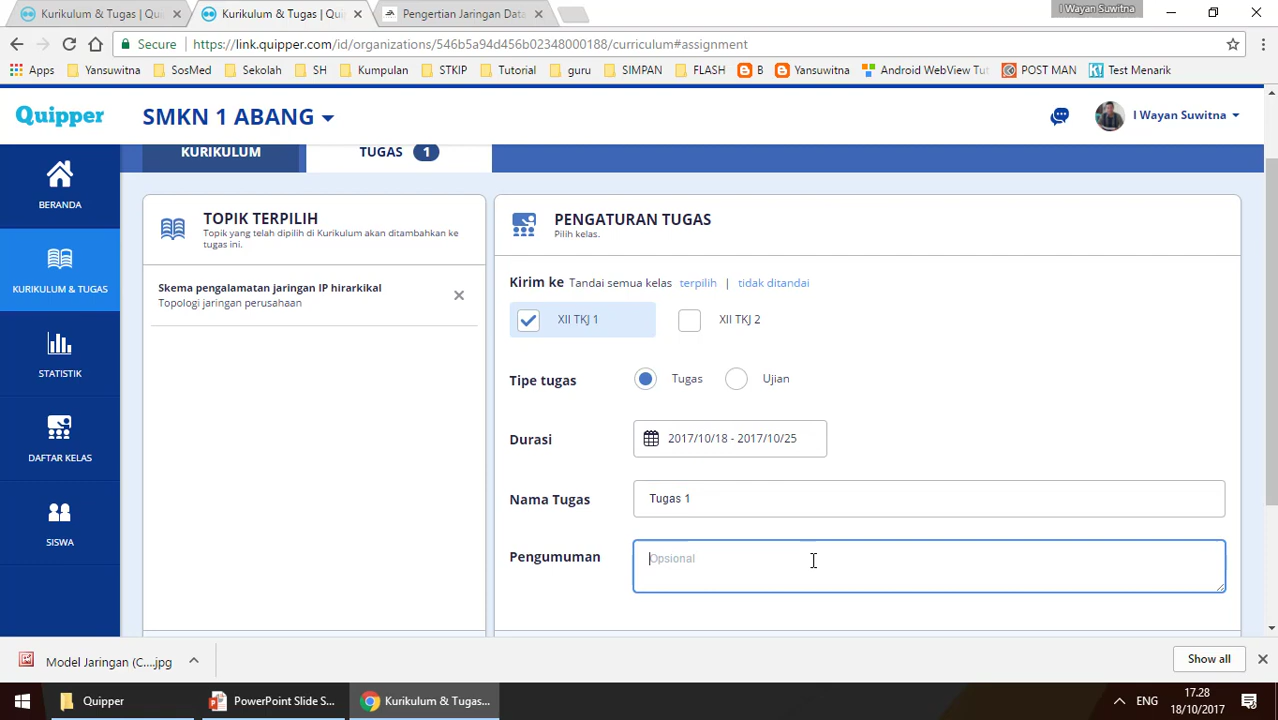 Kurikulum & Tugas | Qua
Kurikulum & Tugas | Quip
Pengertian Jaringan Data
I Wayan Suwitna
Secure
https://link.quipper.com/id/organizations/546b5a94d456b02348000188/curriculum#assignment
Apps
Yansuwitna
SosMed
Sekolah
SH
Kumpulan
STKIP
Tutorial
guru
SIMPAN
FLASH
B
Yansuwitna
Android WebView Tut
POST MAN
Test Menarik
Quipper
SMKN 1 ABANG
I Wayan Suwitna
BERANDA
KURIKULUM & TUGAS
STATISTIK
DAFTAR KELAS
SISWA
KURIKULUM
TUGAS 1
TOPIK TERPILIH
Topik yang telah dipilih di Kurikulum akan ditambahkan ke
tugas ini.
Skema pengalamatan jaringan IP hirarkikal
Topologi jaringan perusahaan
PENGATURAN TUGAS
Pilih kelas.
Kirim ke Tandai semua kelas terpilih | tidak ditandai
XII TKJ 1
XII TKJ 2
Tipe tugas
Tugas
Ujian
Durasi
2017/10/18 - 2017/10/25
Nama Tugas
Tugas 1
Pengumuman
Opsional
Model Jaringan (C....jpg
Show all
Quipper
PowerPoint Slide S...
Kurikulum & Tugas...
ENG
17.28
18/10/2017